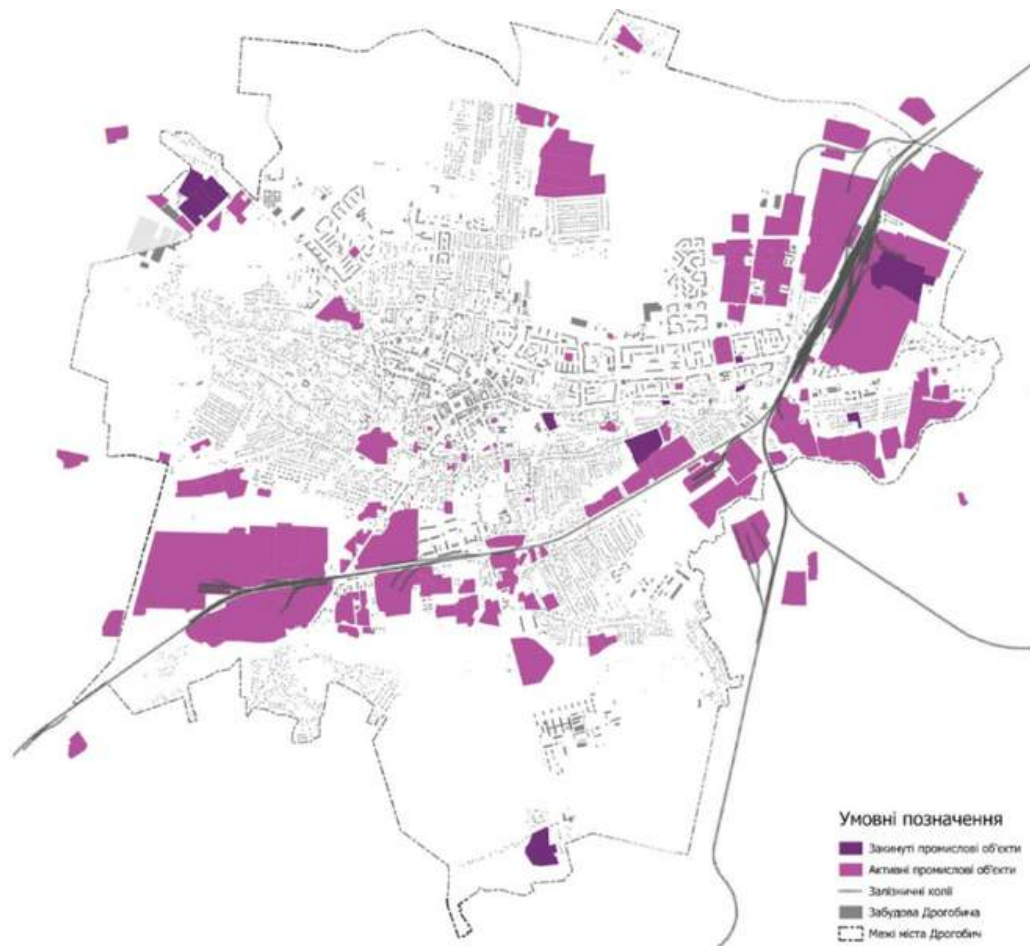 Умовні позначення
Закинуті промислові об'єкти
Активні промислові об'єкти
Залізничні колії
Забудова Дрогобича
Межі міста Дрогобич